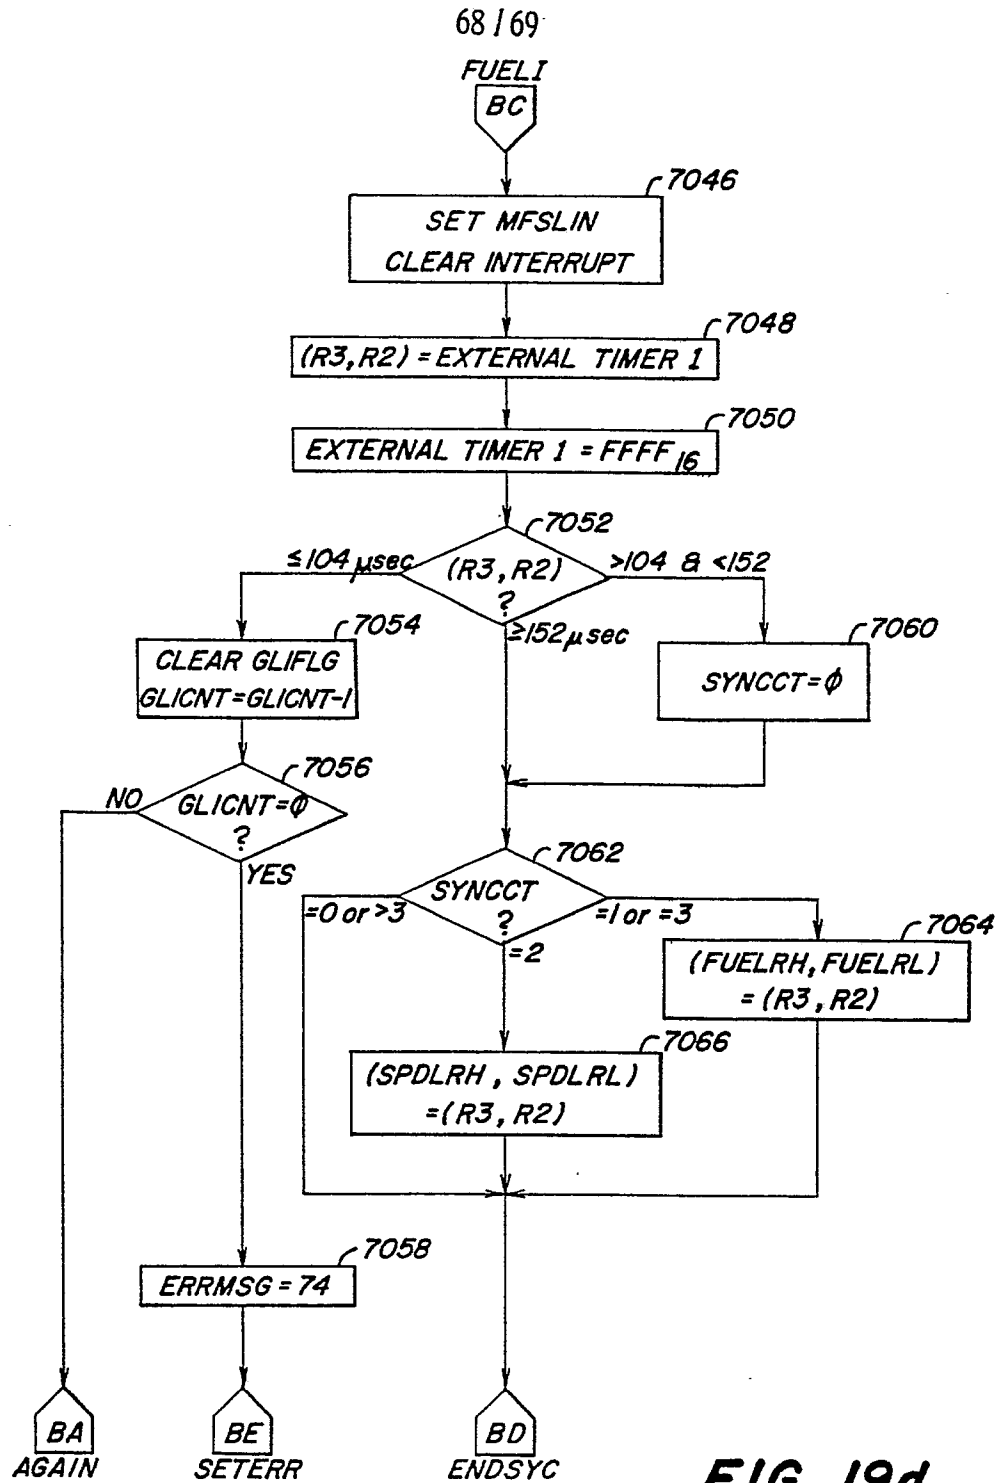 68/69
FUELI
BC
7046
SET MFSLIN
CLEAR INTERRUPT
7048
(R3,R2) = EXTERNAL TIMER 1
7050
EXTERNAL TIMER 1 = FFFF16
7052
≤104 μsec
(R3,R2)
?
>104 & <152
≥152 μsec
7054
CLEAR GLIFLG
GLICNT=GLICNT-1
7060
SYNCCT=ϕ
7056
NO
GLICNT=ϕ
?
YES
7062
SYNCCT
?
=0 or >3
=1 or =3
=2
7064
(FUELRH, FUELRL)
= (R3, R2)
7066
(SPDLRH, SPDLRL)
=(R3, R2)
7058
ERRMSG = 74
BA
BE
BD
AGAIN
SETERR
ENDSYC
FIG. 19d